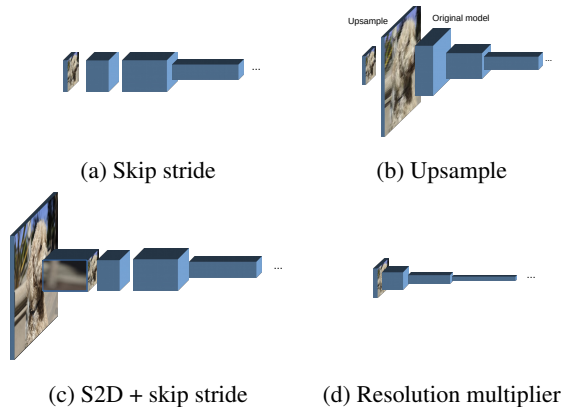 ...
(a) Skip stride
Upsample
Original model
...
(b) Upsample
...
(c) S2D + skip stride
...
(d) Resolution multiplier